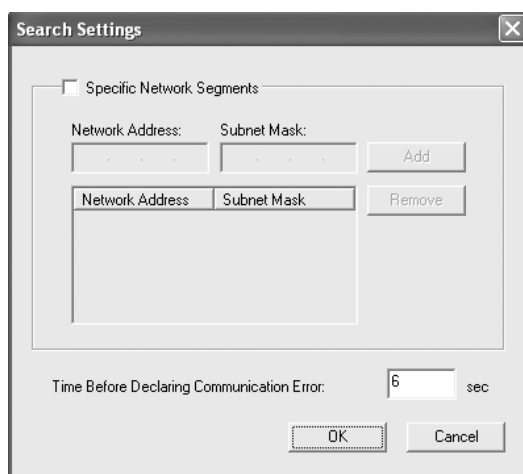 Search Settings
Specific Network Segments
Network Address: Subnet Mask:
. . . . . . Add
Network Address Subnet Mask Remove
Time Before Declaring Communication Error: 6 sec
OK Cancel